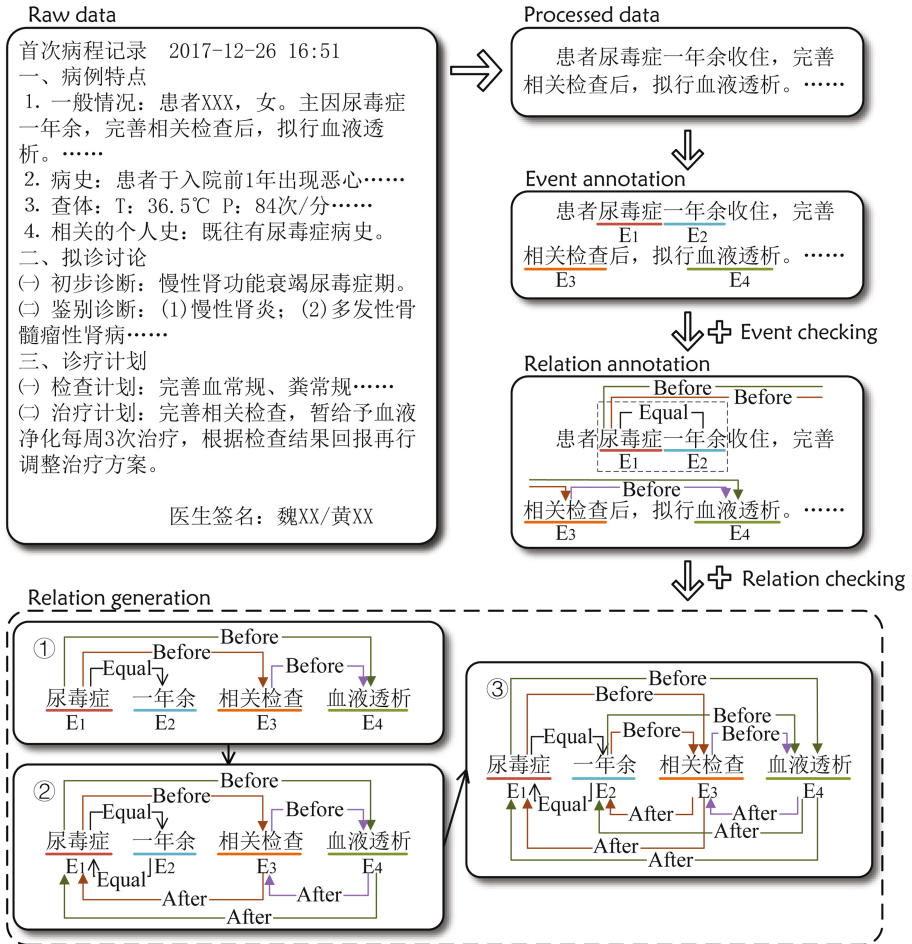 Raw data
首次病程记录 2017-12-26 16:51
一、病例特点
1. 一般情况：患者XXX，女。主因尿毒症
一年余，完善相关检查后，拟行血液透
析。……
2. 病史：患者于入院前1年出现恶心……
3. 查体：T：36.5℃ P：84次/分……
4. 相关的个人史：既往有尿毒症病史。
二、拟诊讨论
㈠ 初步诊断：慢性肾功能衰竭尿毒症期。
㈡ 鉴别诊断：(1)慢性肾炎；(2)多发性骨
髓瘤性肾病……
三、诊疗计划
㈠ 检查计划：完善血常规、粪常规……
㈡ 治疗计划：完善相关检查，暂给予血液
净化每周3次治疗，根据检查结果回报再行
调整治疗方案。
医生签名：魏XX/黄XX
Processed data
患者尿毒症一年余收住，完善
相关检查后，拟行血液透析。……
Event annotation
患者尿毒症一年余收住，完善
E1 E2
相关检查后，拟行血液透析。……
E3 E4
Event checking
Relation annotation
Before
Before
Equal
患者尿毒症一年余收住，完善
E1 E2
Before
相关检查后，拟行血液透析。……
E3 E4
Relation checking
Relation generation
①
Before
Before
Equal Before
尿毒症 一年余 相关检查 血液透析
E1 E2 E3 E4
②
Before
Before
Equal Before
尿毒症 一年余 相关检查 血液透析
E1 E2 E3 E4
Equal
After After
After
③
Before
Before
Before
Equal Before Before
尿毒症 一年余 相关检查 血液透析
E1 E2 E3 E4
Equal After After
After
After
After